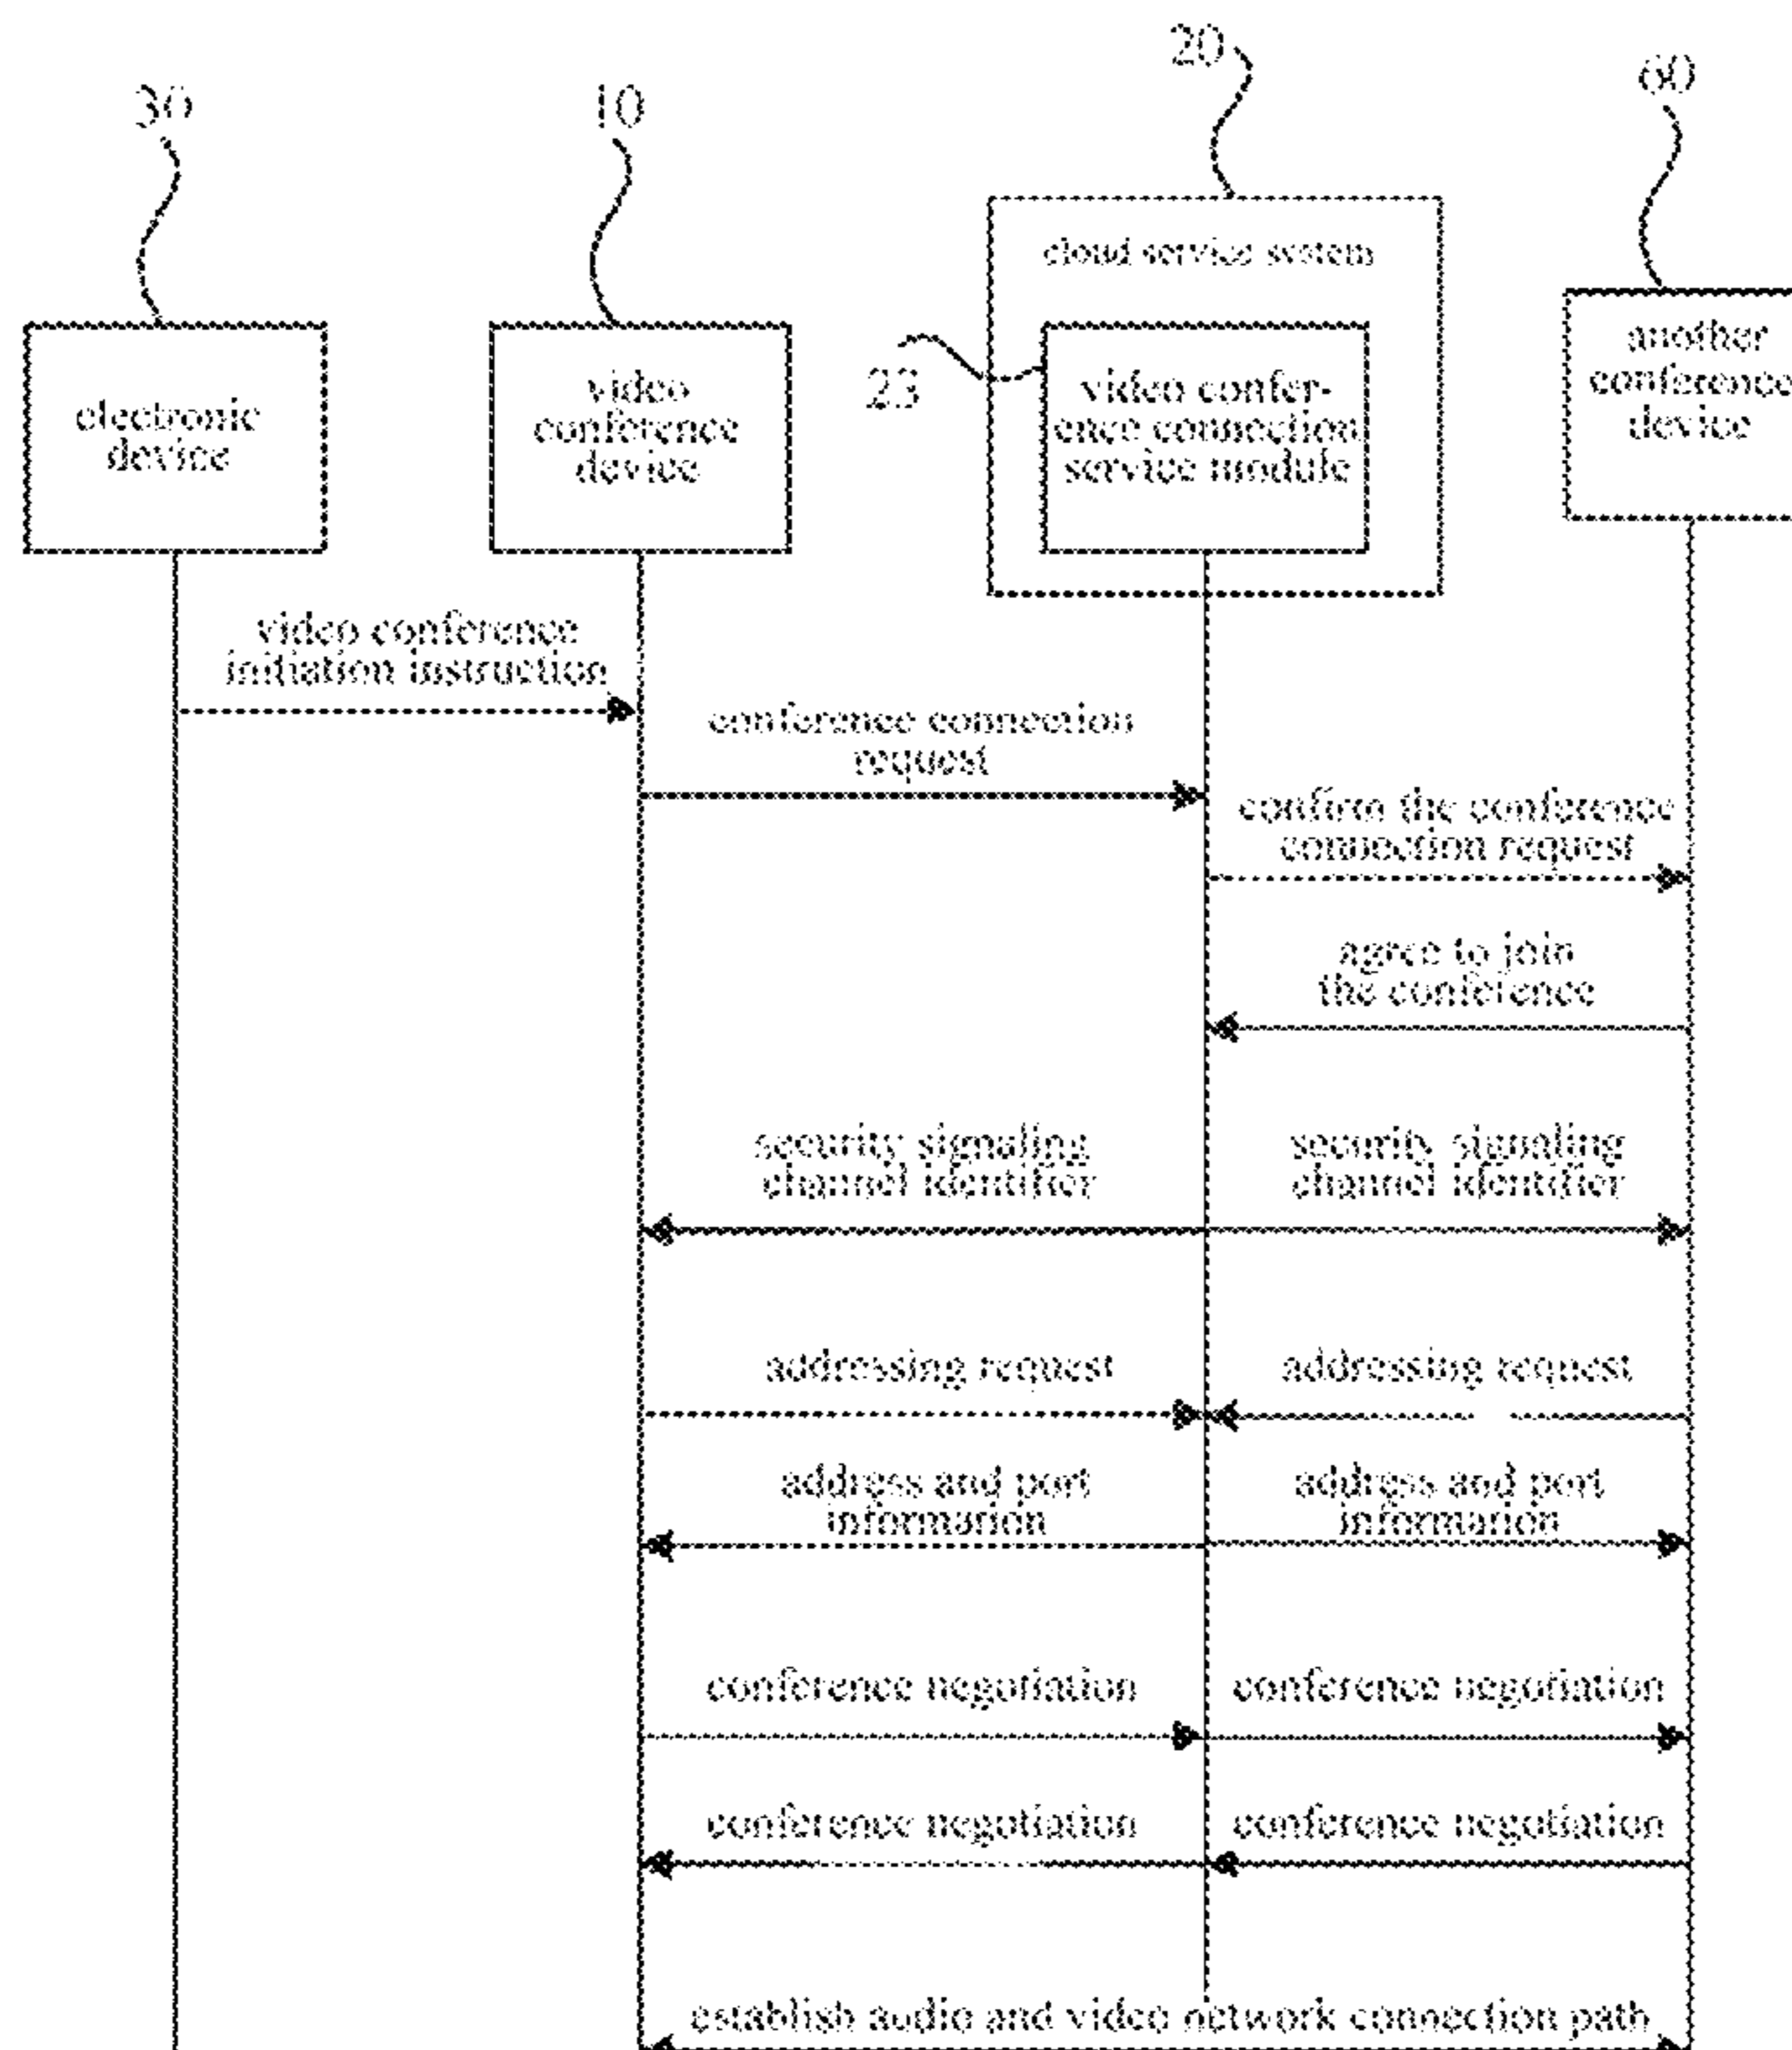 20
60
30
10
cloud service system
another
conference
device
23
electronic
device
video
conference
device
video confer-
ence connection
service module
video conference
initiation instruction
conference connection
request
confirm the conference
connection request
agree to join
the conference
security signaling
channel identifier
security signaling
channel identifier
addressing request
addressing request
address and port
information
address and port
information
conference negotiation
conference negotiation
conference negotiation
conference negotiation
establish audio and video network connection path